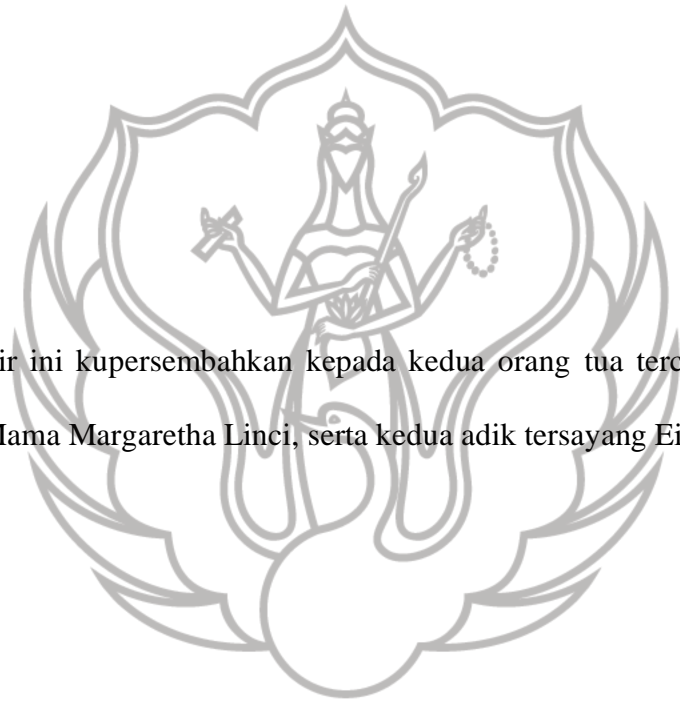 ir ini kupersembahkan kepada kedua orang tua terc
Mama Margaretha Linci, serta kedua adik tersayang Ei